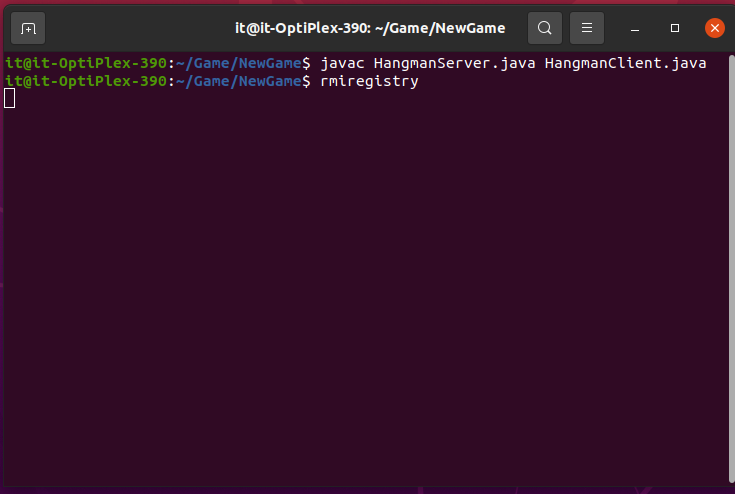 it@it-OptiPlex-390: ~/Game/NewGame
it@it-OptiPlex-390:~/Game/NewGame$ javac HangmanServer.java HangmanClient.java
it@it-OptiPlex-390:~/Game/NewGame$ rmiregistry